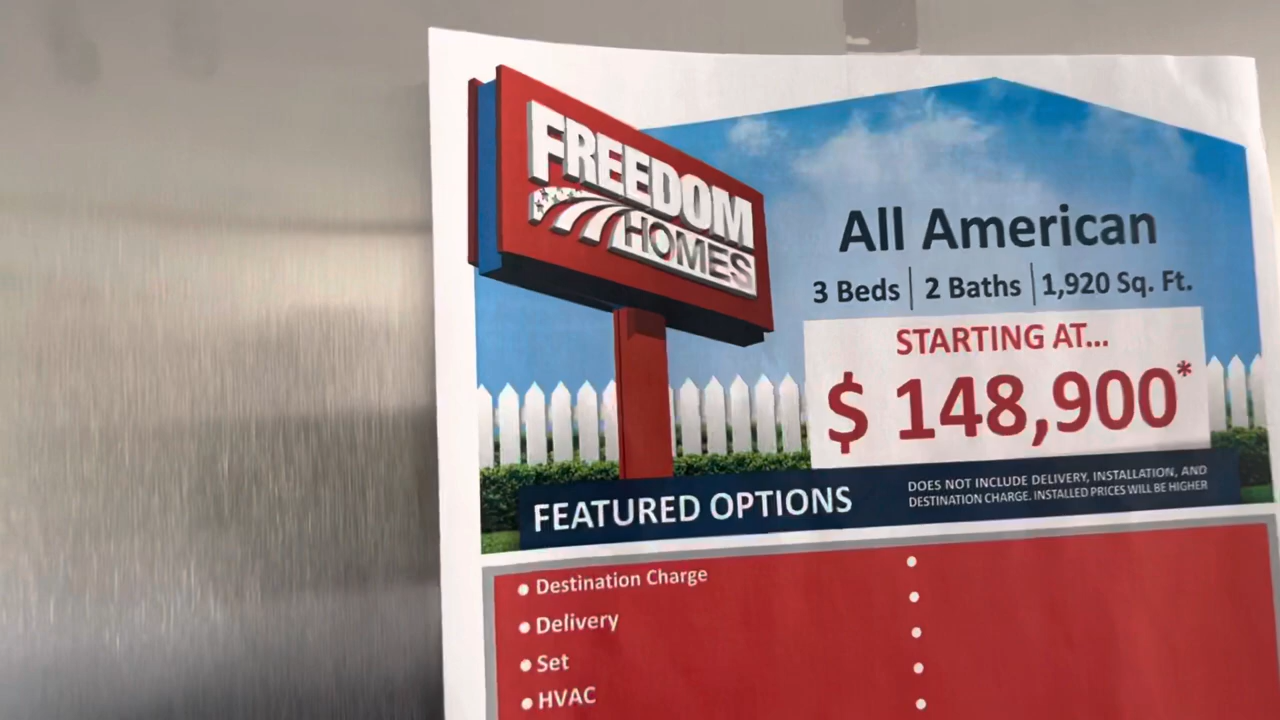 FREEDOM
HOMES
All American
3 Beds | 2 Baths | 1,920 Sq. Ft.
STARTING AT...
$ 148,900*
FEATURED OPTIONS
DOES NOT INCLUDE DELIVERY, INSTALLATION, AND
DESTINATION CHARGE. INSTALLED PRICES WILL BE HIGHER
• Destination Charge
• Delivery
• Set
• HVAC